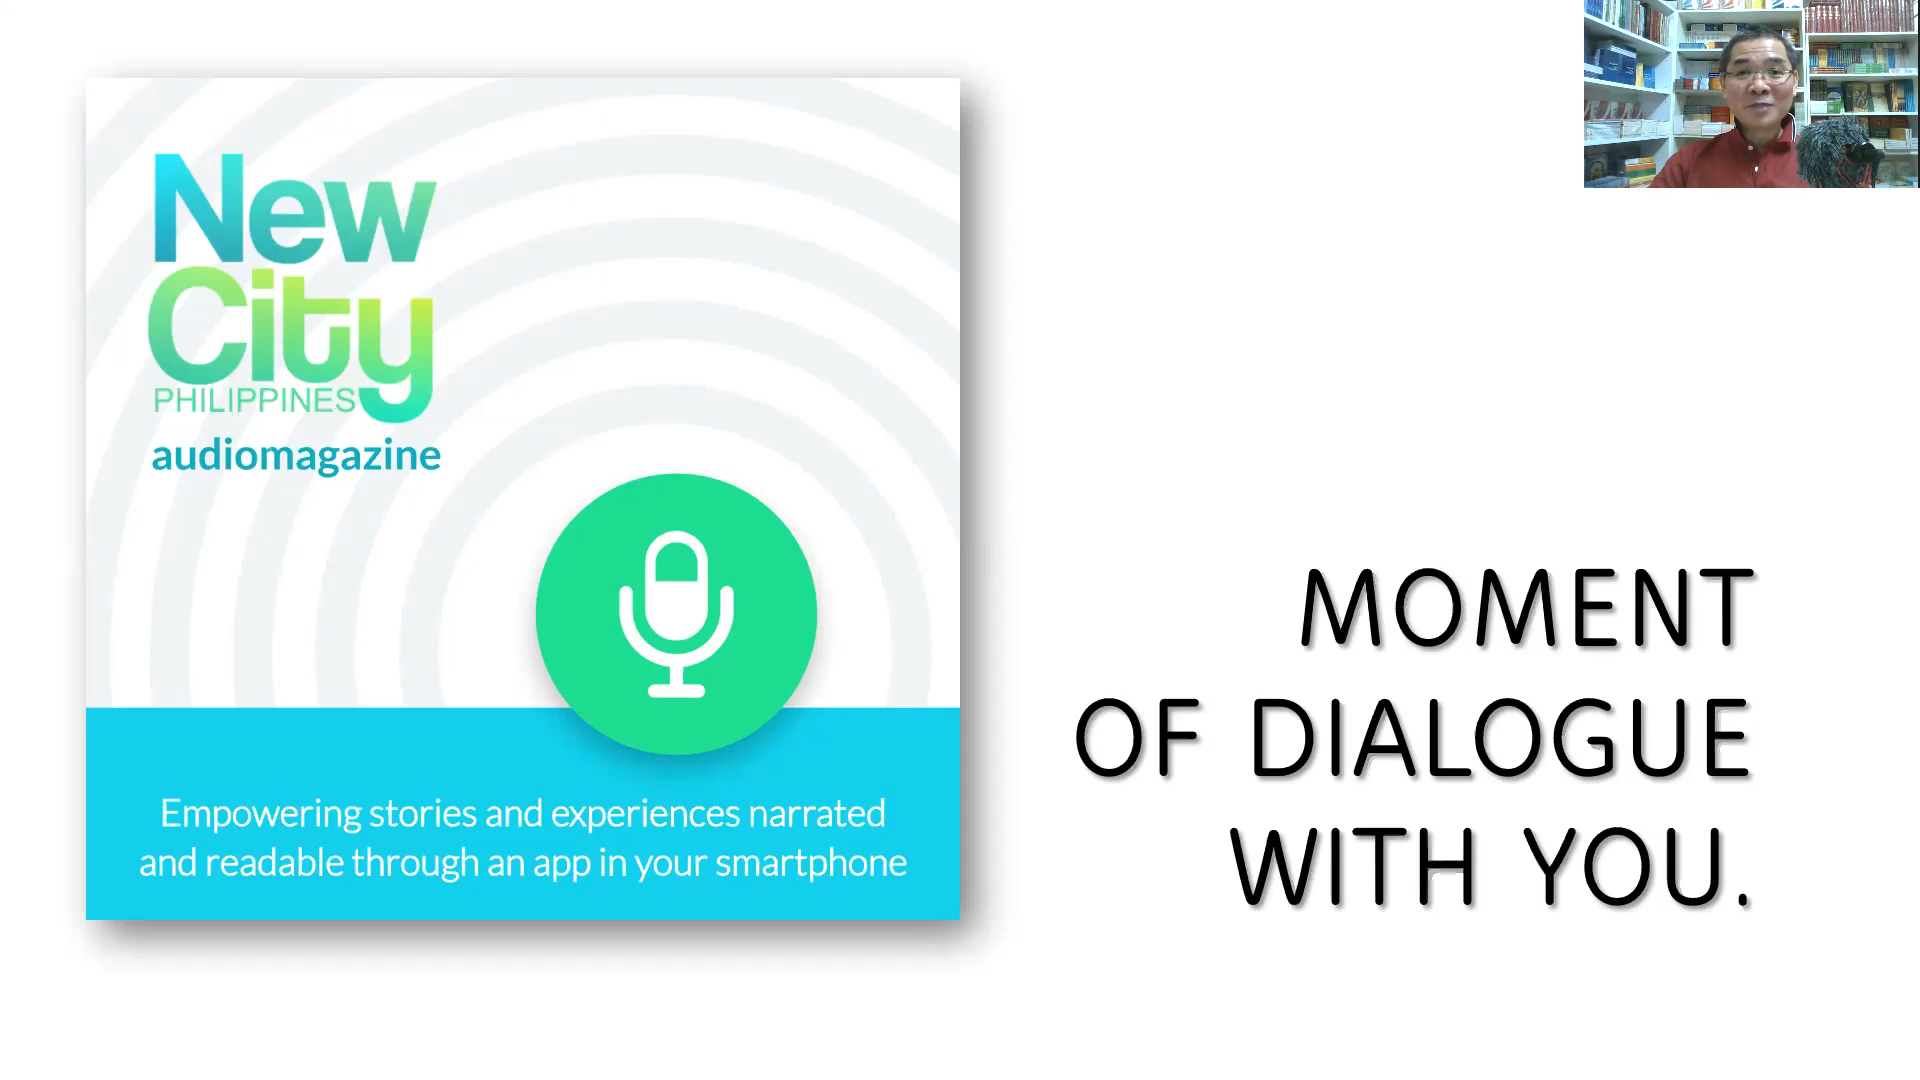 New
City
PHILIPPINES
audiomagazine
Empowering stories and experiences narrated
and readable through an app in your smartphone
MOMENT
OF DIALOGUE
WITH YOU.